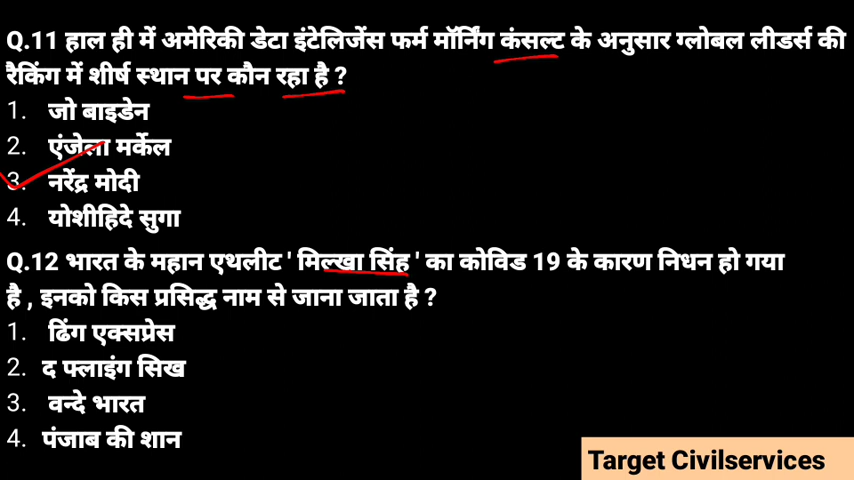 Q.11 हाल ही में अमेरिकी डेटा इंटेलिजेंस फर्म मॉर्निंग कंसल्ट के अनुसार ग्लोबल लीडर्स की
रैकिंग में शीर्ष स्थान पर कौन रहा है ?
1. जो बाइडेन
2. एंजेला मर्केल
3. नरेंद्र मोदी
4. योशीहिदे सुगा
Q.12 भारत के महान एथलीट ' मिल्खा सिंह ' का कोविड 19 के कारण निधन हो गया
है , इनको किस प्रसिद्ध नाम से जाना जाता है ?
1. ढिंग एक्सप्रेस
2. द फ्लाइंग सिख
3. वन्दे भारत
4. पंजाब की शान
Target Civilservices